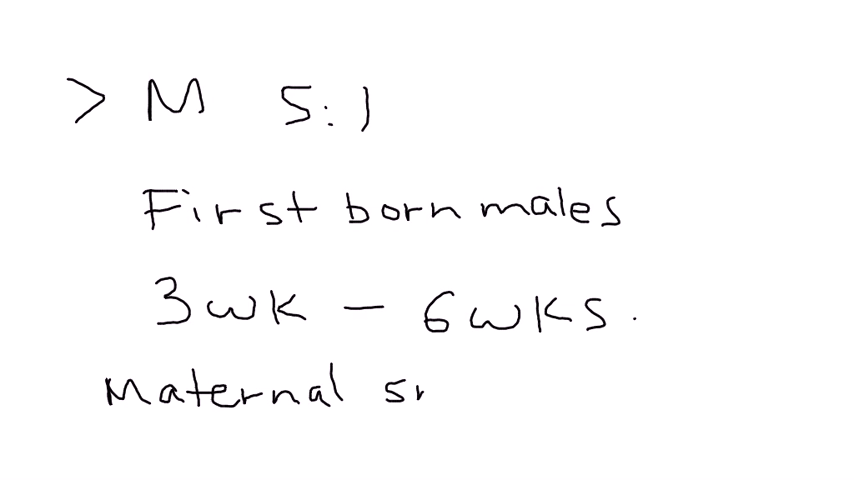 > M 5:1
First born males
3wk - 6wks.
Maternal